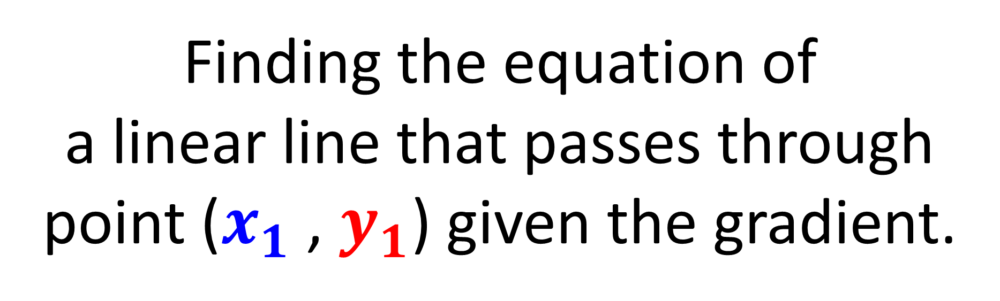 Finding the equation of
a linear line that passes through
point (x₁ , y₁) given the gradient.